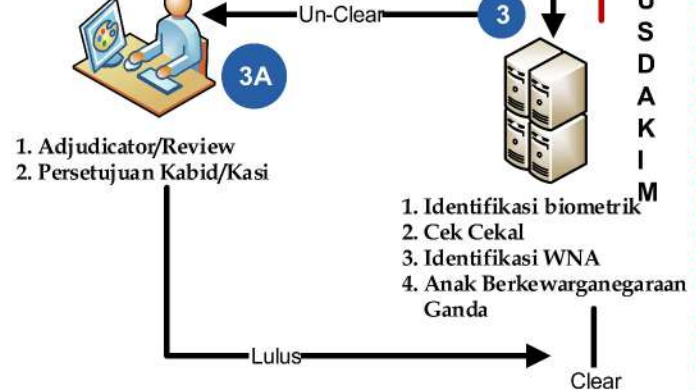 Un-Clear
3
3A
U
S
D
A
K
I
M
1. Adjudicator/Review
2. Persetujuan Kabid/Kasi
1. Identifikasi biometrik
2. Cek Cekal
3. Identifikasi WNA
4. Anak Berkewarganegaraan
Ganda
Lulus
Clear